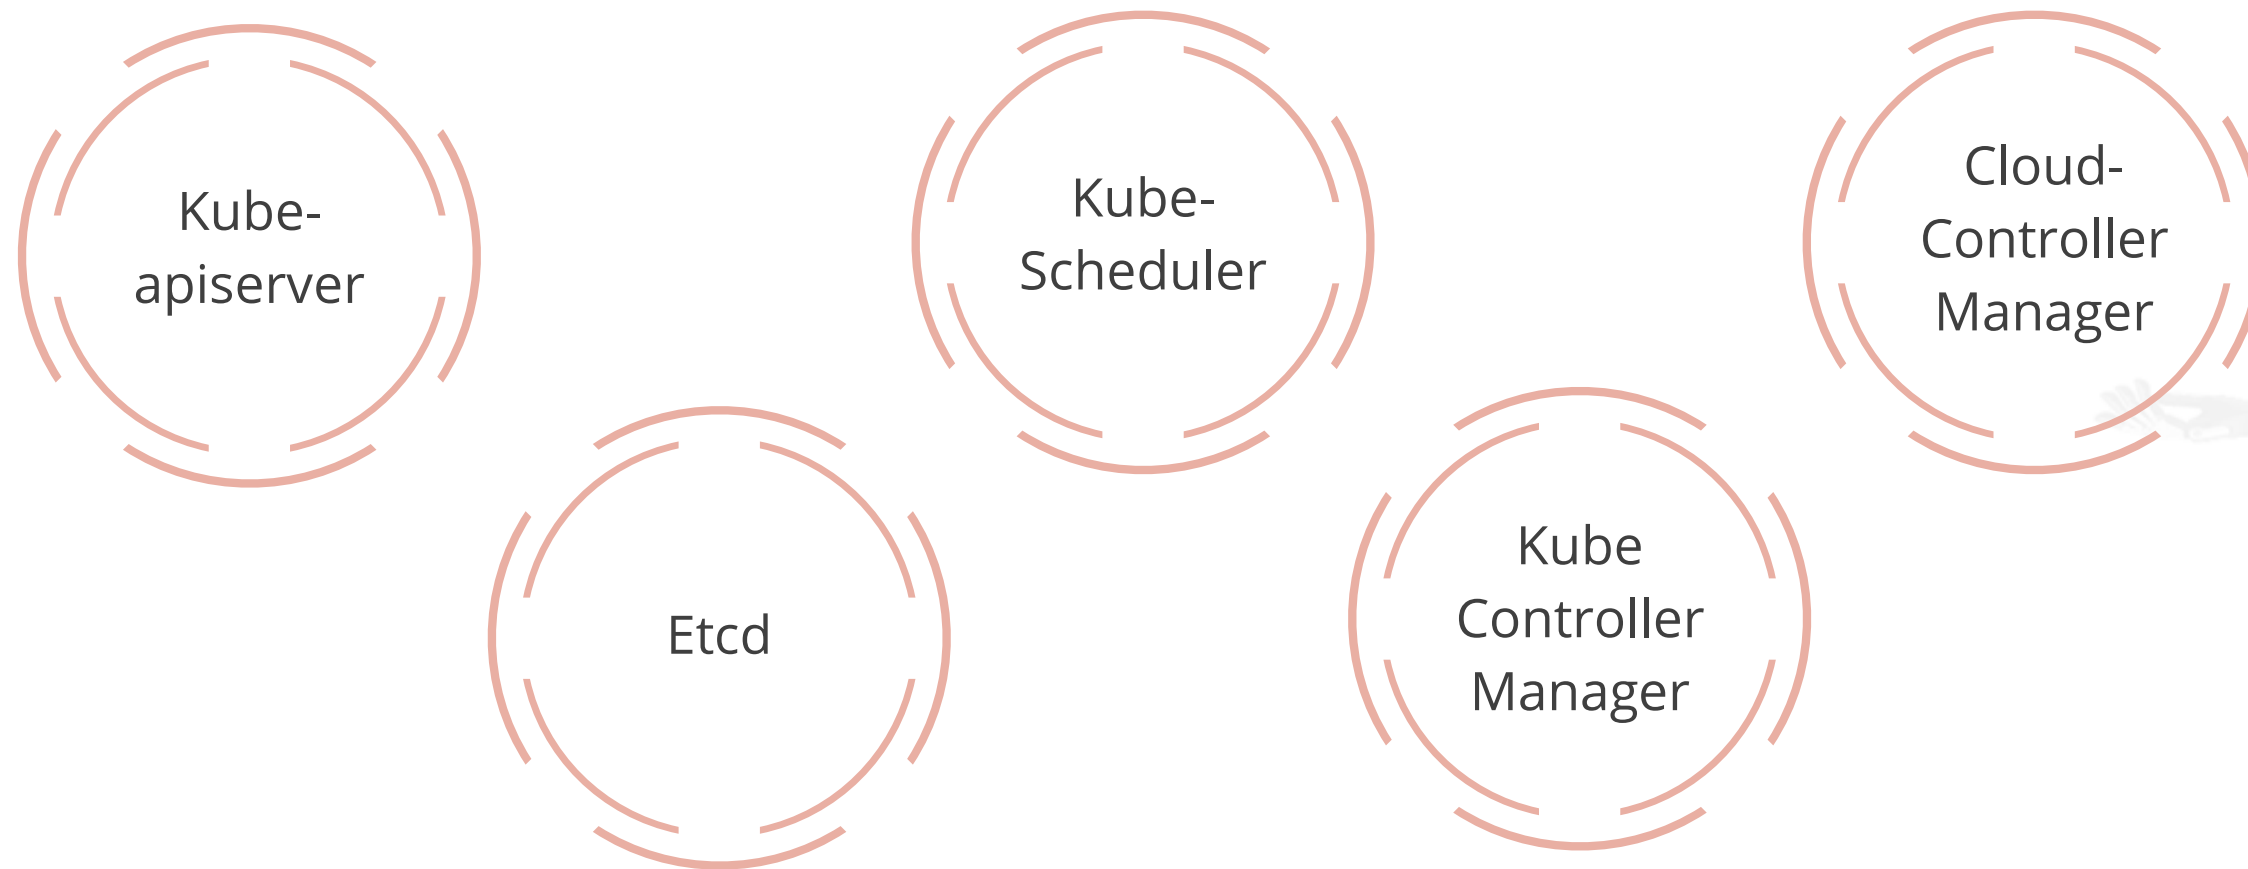 Kube-
apiserver
Etcd
Kube-
Scheduler
Kube
Controller
Manager
Cloud-
Controller
Manager